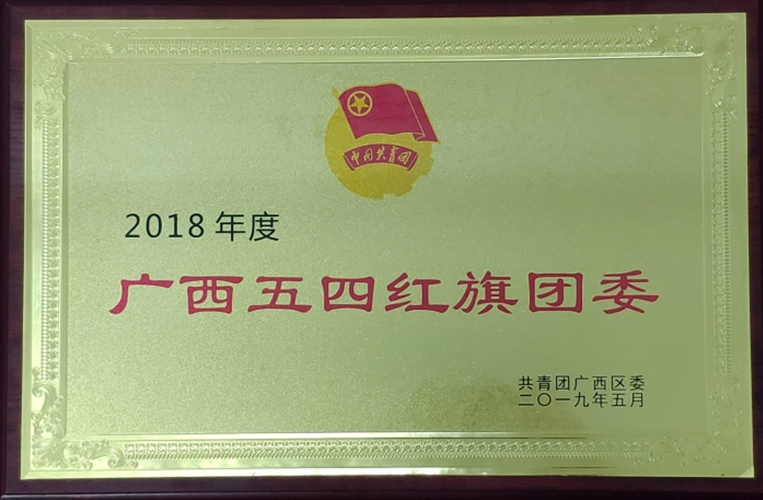 中国共青团
2018 年度
广西五四红旗团委
共青团广西区委
二〇一九年五月